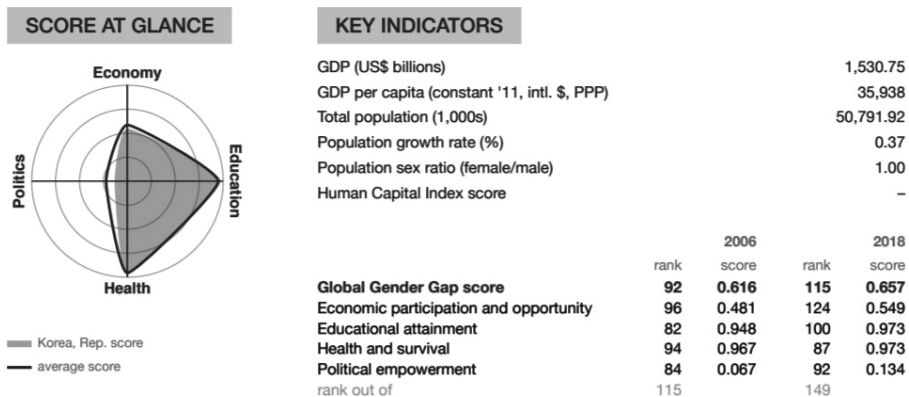 SCORE AT GLANCE
Economy
Politics
Education
Health
Korea, Rep. score
average score
KEY INDICATORS
GDP (US$ billions) 1,530.75
GDP per capita (constant '11, intl. $, PPP) 35,938
Total population (1,000s) 50,791.92
Population growth rate (%) 0.37
Population sex ratio (female/male) 1.00
Human Capital Index score –
2006 2018
rank score rank score
Global Gender Gap score 92 0.616 115 0.657
Economic participation and opportunity 96 0.481 124 0.549
Educational attainment 82 0.948 100 0.973
Health and survival 94 0.967 87 0.973
Political empowerment 84 0.067 92 0.134
rank out of 115 149